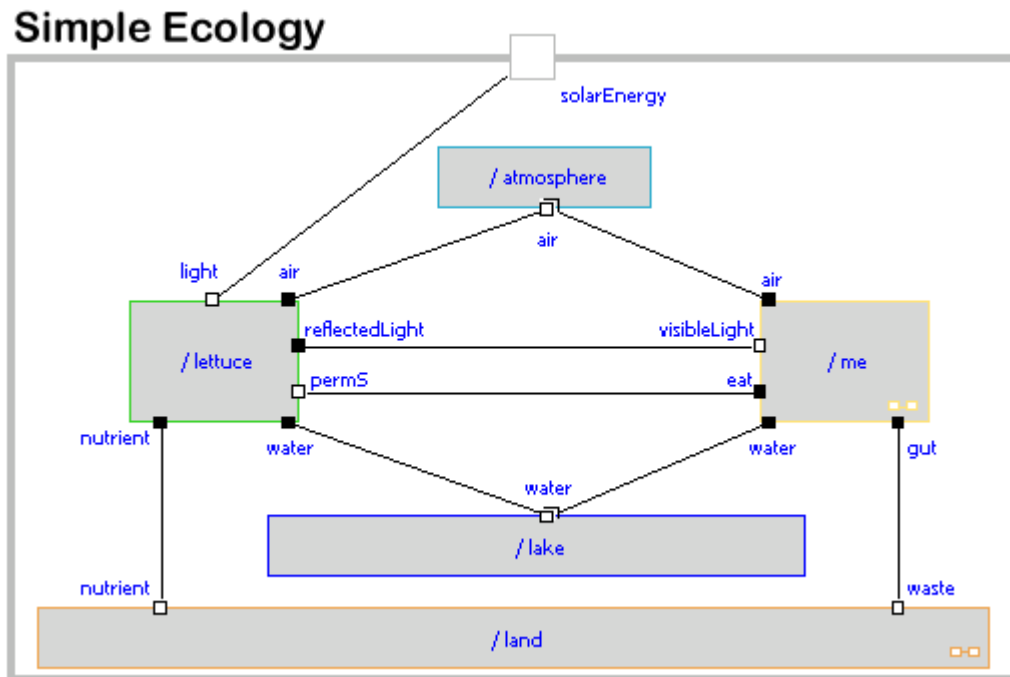 Simple Ecology
solarEnergy
/ atmosphere
air
light
air
air
reflectedLight
visibleLight
/ lettuce
/ me
permS
eat
nutrient
water
water
gut
water
/ lake
nutrient
waste
/ land